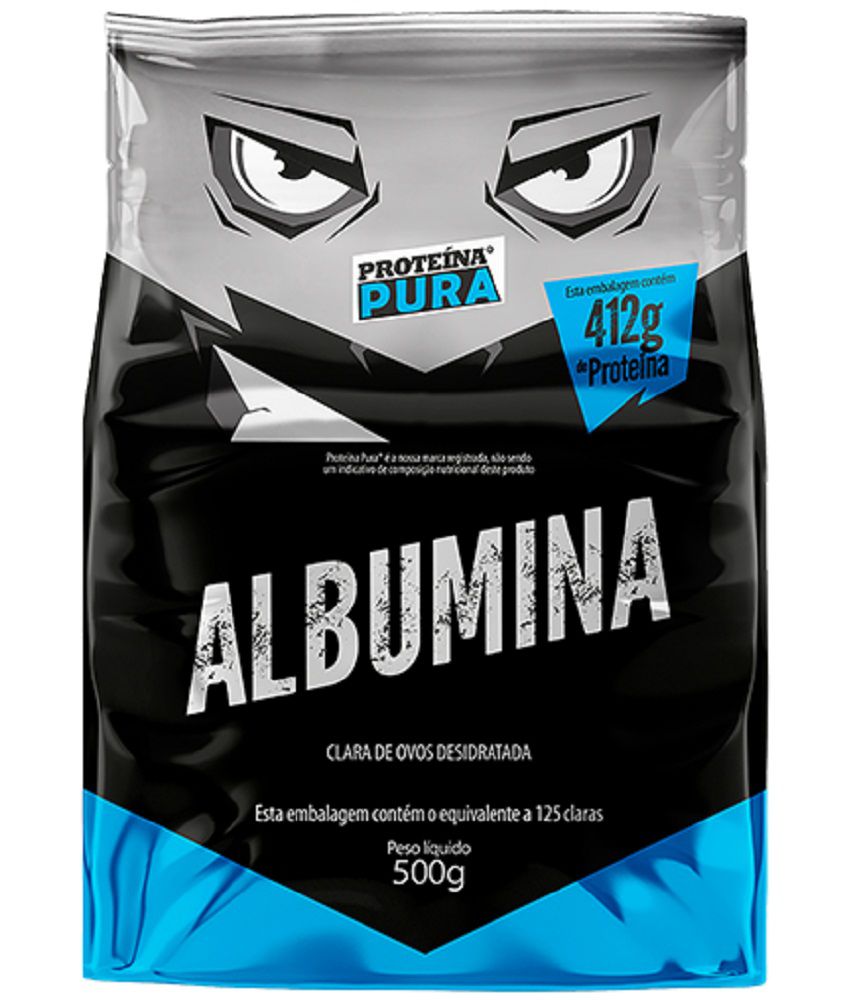 PROTEÍNA®
PURA
Esta embalagem contém
412g
de Proteína
Proteína Pura® é a nossa marca registrada, não sendo
um indicativo de composição nutricional deste produto
ALBUMINA
CLARA DE OVOS DESIDRATADA
Esta embalagem contém o equivalente a 125 claras
Peso líquido
500g